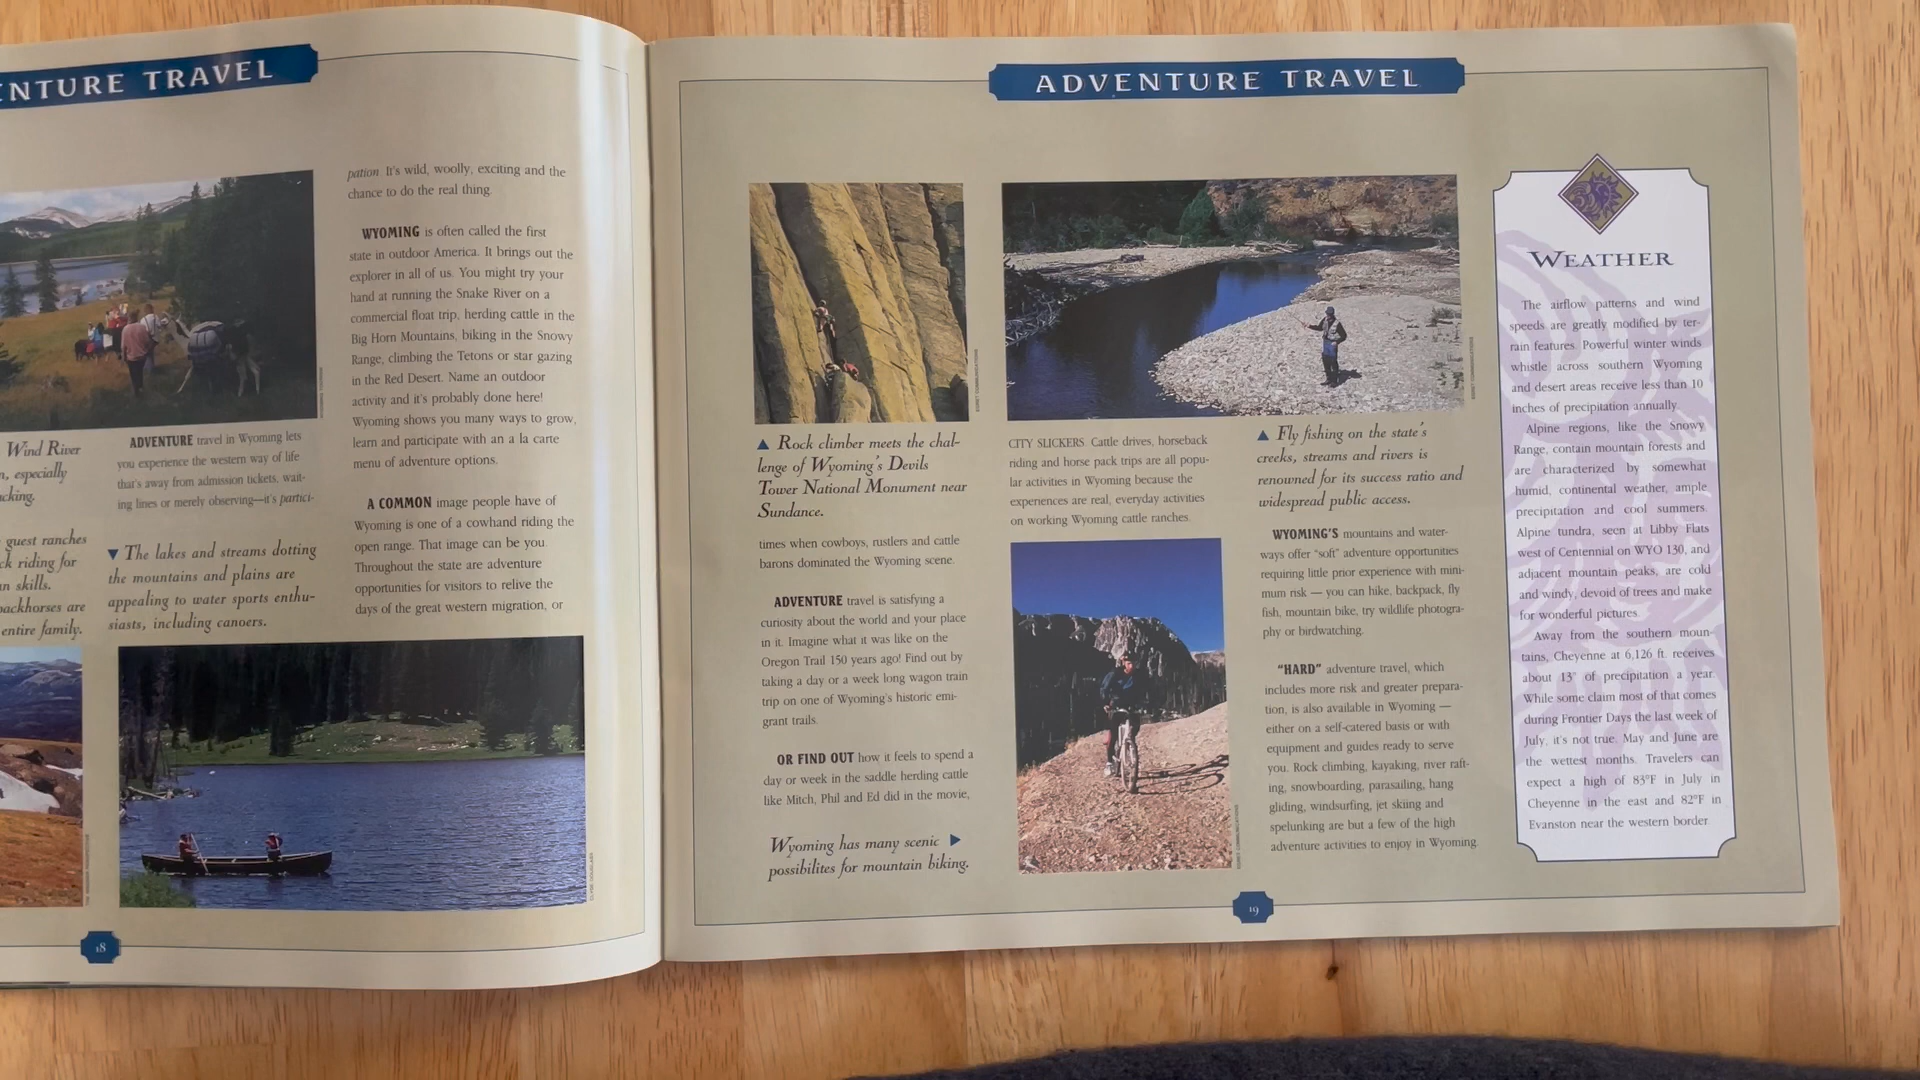 NTURE TRAVEL
Wind River
n, especially
cking.
guest ranches
ck riding for
n skills.
packhorses are
entire family.
ADVENTURE travel in Wyoming lets
you experience the western way of life
that's away from admission tickets, wait-
ing lines or merely observing—it's partici-
▼ The lakes and streams dotting
the mountains and plains are
appealing to water sports enthu-
siasts, including canoers.
pation It's wild, woolly, exciting and the
chance to do the real thing.
WYOMING is often called the first
state in outdoor America. It brings out the
explorer in all of us. You might try your
hand at running the Snake River on a
commercial float trip, herding cattle in the
Big Horn Mountains, biking in the Snowy
Range, climbing the Tetons or star gazing
in the Red Desert. Name an outdoor
activity and it's probably done here!
Wyoming shows you many ways to grow,
learn and participate with an a la carte
menu of adventure options.
A COMMON image people have of
Wyoming is one of a cowhand riding the
open range. That image can be you.
Throughout the state are adventure
opportunities for visitors to relive the
days of the great western migration, or
18
ADVENTURE TRAVEL
▲ Rock climber meets the chal-
lenge of Wyoming's Devils
Tower National Monument near
Sundance.
times when cowboys, rustlers and cattle
barons dominated the Wyoming scene.
ADVENTURE travel is satisfying a
curiosity about the world and your place
in it. Imagine what it was like on the
Oregon Trail 150 years ago! Find out by
taking a day or a week long wagon train
trip on one of Wyoming's historic emi-
grant trails.
OR FIND OUT how it feels to spend a
day or week in the saddle herding cattle
like Mitch, Phil and Ed did in the movie,
Wyoming has many scenic ►
possibilites for mountain biking.
CITY SLICKERS. Cattle drives, horseback
riding and horse pack trips are all popu-
lar activities in Wyoming because the
experiences are real, everyday activities
on working Wyoming cattle ranches.
▲ Fly fishing on the state's
creeks, streams and rivers is
renowned for its success ratio and
widespread public access.
WYOMING'S mountains and water-
ways offer "soft" adventure opportunities
requiring little prior experience with mini-
mum risk — you can hike, backpack, fly
fish, mountain bike, try wildlife photogra-
phy or birdwatching.
"HARD" adventure travel, which
includes more risk and greater prepara-
tion, is also available in Wyoming —
either on a self-catered basis or with
equipment and guides ready to serve
you. Rock climbing, kayaking, river raft-
ing, snowboarding, parasailing, hang
gliding, windsurfing, jet skiing and
spelunking are but a few of the high
adventure activities to enjoy in Wyoming.
WEATHER
The airflow patterns and wind
speeds are greatly modified by ter-
rain features. Powerful winter winds
whistle across southern Wyoming
and desert areas receive less than 10
inches of precipitation annually.
Alpine regions, like the Snowy
Range, contain mountain forests and
are characterized by somewhat
humid, continental weather, ample
precipitation and cool summers.
Alpine tundra, seen at Libby Flats
west of Centennial on WYO 130, and
adjacent mountain peaks, are cold
and windy, devoid of trees and make
for wonderful pictures.
Away from the southern moun-
tains, Cheyenne at 6,126 ft. receives
about 13" of precipitation a year.
While some claim most of that comes
during Frontier Days the last week of
July, it's not true. May and June are
the wettest months. Travelers can
expect a high of 83°F in July in
Cheyenne in the east and 82°F in
Evanston near the western border.
19